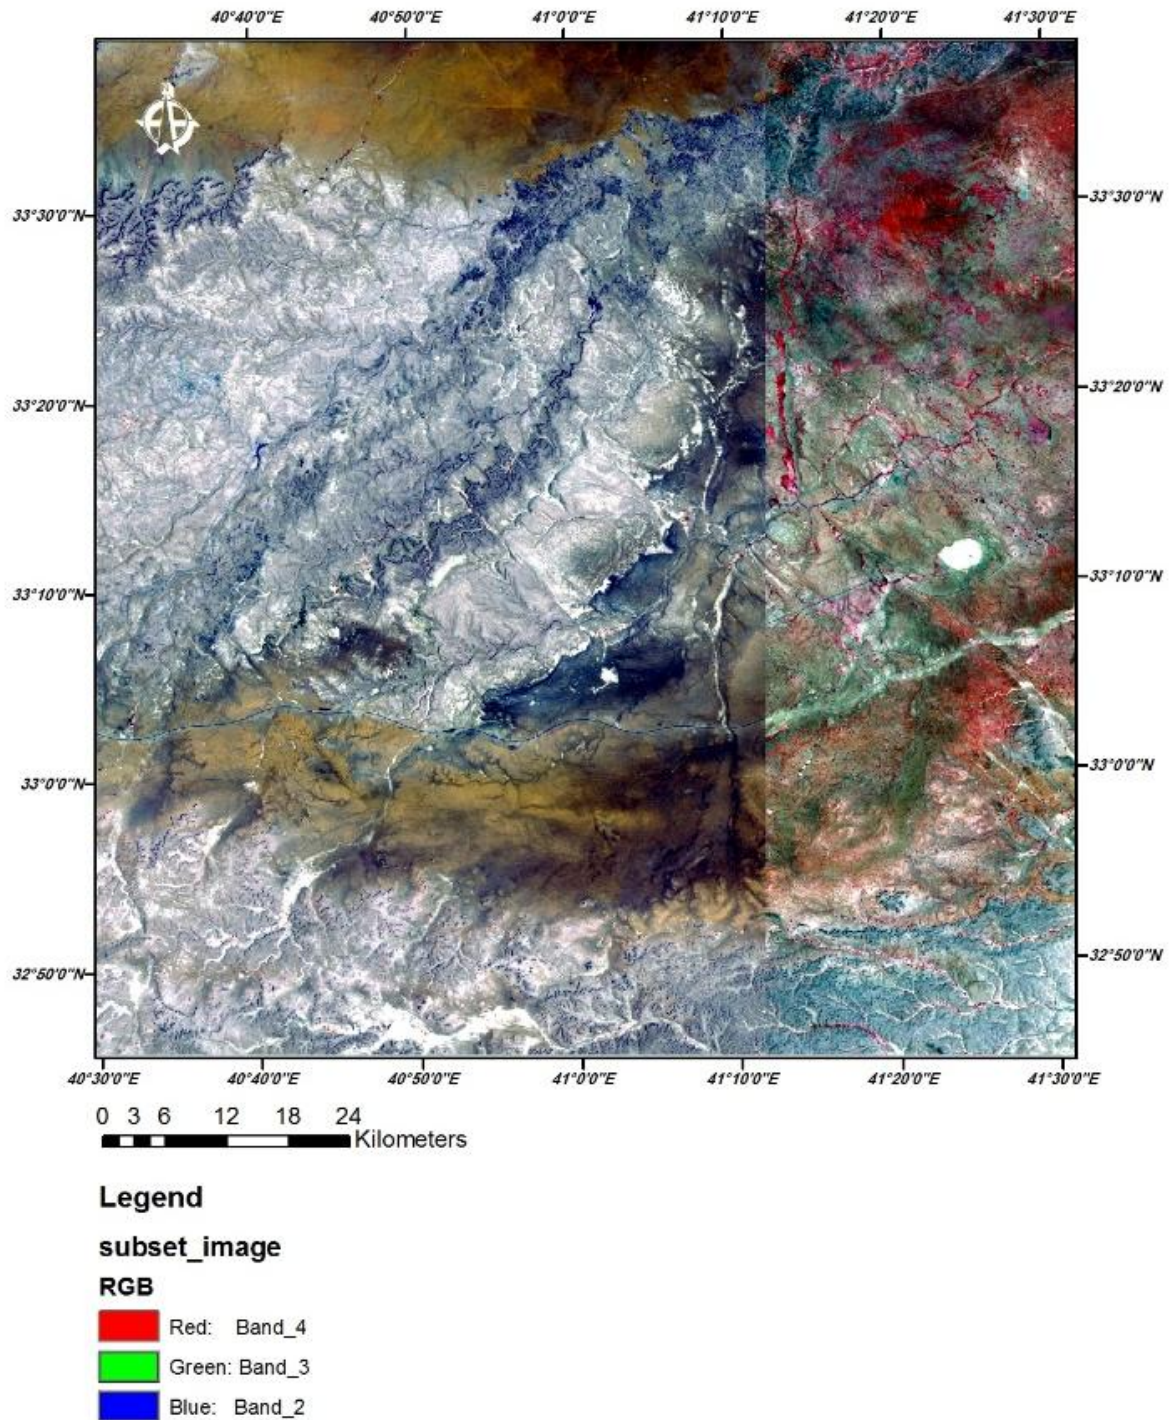 40°40'0"E 40°50'0"E 41°0'0"E 41°10'0"E 41°20'0"E 41°30'0"E
33°30'0"N 33°30'0"N
33°20'0"N 33°20'0"N
33°10'0"N 33°10'0"N
33°0'0"N 33°0'0"N
32°50'0"N 32°50'0"N
40°30'0"E 40°40'0"E 40°50'0"E 41°0'0"E 41°10'0"E 41°20'0"E 41°30'0"E
0 3 6 12 18 24
Kilometers
Legend
subset_image
RGB
Red: Band_4
Green: Band_3
Blue: Band_2